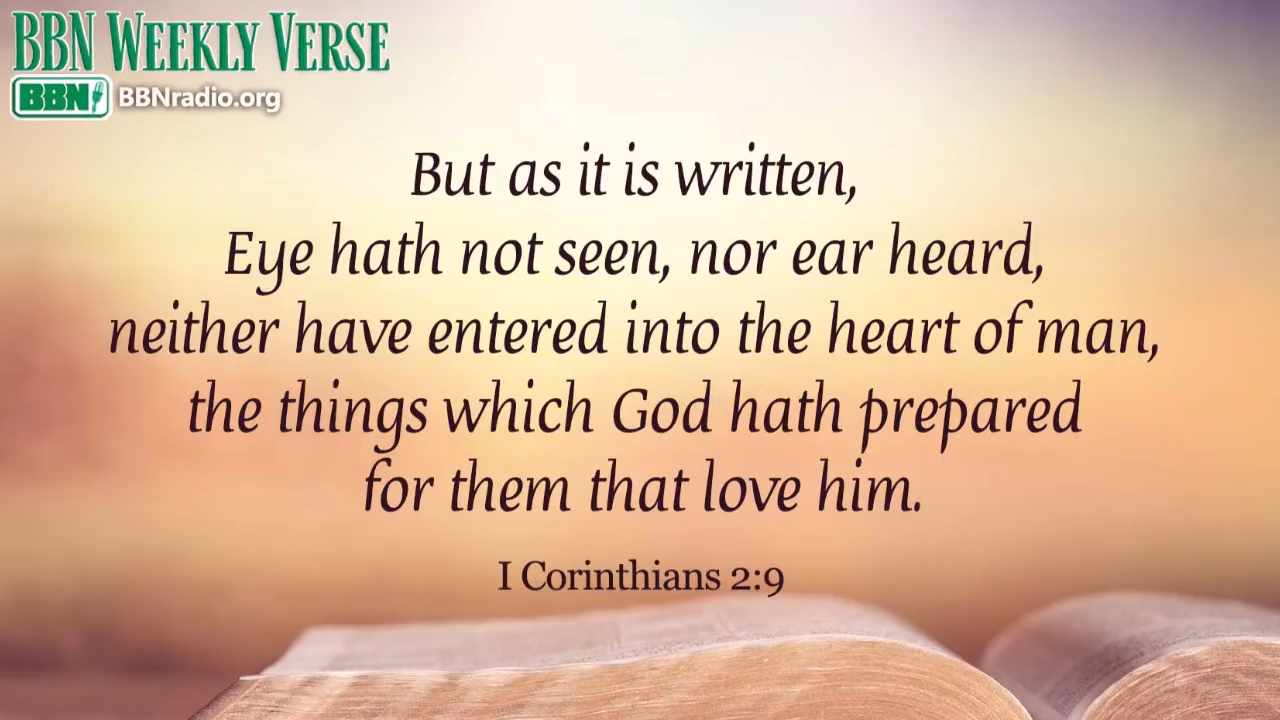 BBN Weekly Verse
BBN BBNradio.org
But as it is written,
Eye hath not seen, nor ear heard,
neither have entered into the heart of man,
the things which God hath prepared
for them that love him.
I Corinthians 2:9